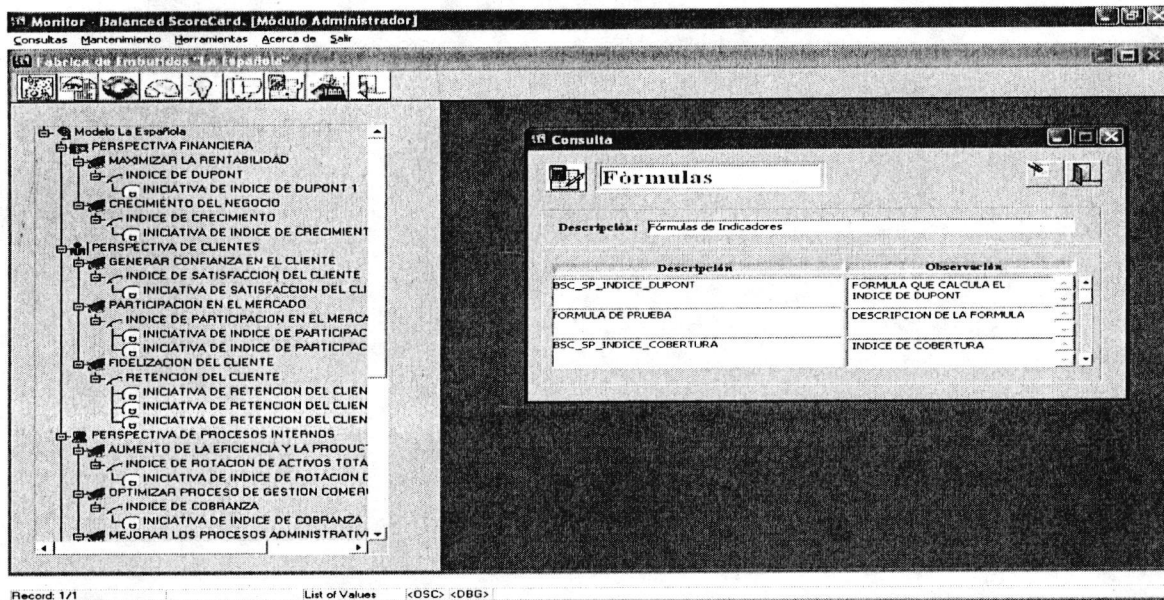 Monitor - Balanced ScoreCard. [Módulo Administrador]
Consultas Mantenimiento Herramientas Acerca de Salir
Fabrica de Embutidos "La Española"
Modelo La Española
PERSPECTIVA FINANCIERA
MAXIMIZAR LA RENTABILIDAD
INDICE DE DUPONT
INICIATIVA DE INDICE DE DUPONT 1
CRECIMIENTO DEL NEGOCIO
INDICE DE CRECIMIENTO
INICIATIVA DE INDICE DE CRECIMIENT
PERSPECTIVA DE CLIENTES
GENERAR CONFIANZA EN EL CLIENTE
INDICE DE SATISFACCION DEL CLIENTE
INICIATIVA DE SATISFACCION DEL CLI
PARTICIPACION EN EL MERCADO
INDICE DE PARTICIPACION EN EL MERCA
INICIATIVA DE INDICE DE PARTICIPAC
INICIATIVA DE INDICE DE PARTICIPAC
FIDELIZACION DEL CLIENTE
RETENCION DEL CLIENTE
INICIATIVA DE RETENCION DEL CLIEN
INICIATIVA DE RETENCION DEL CLIEN
INICIATIVA DE RETENCION DEL CLIEN
PERSPECTIVA DE PROCESOS INTERNOS
AUMENTO DE LA EFICIENCIA Y LA PRODUCT
INDICE DE ROTACION DE ACTIVOS TOTA
INICIATIVA DE INDICE DE ROTACION D
OPTIMIZAR PROCESO DE GESTION COMERI
INDICE DE COBRANZA
INICIATIVA DE INDICE DE COBRANZA
MEJORAR LOS PROCESOS ADMINISTRATIVI
Consulta
Fórmulas
Descripción: Fórmulas de Indicadores
Descripción Observación
BSC_SP_INDICE_DUPONT FORMULA QUE CALCULA EL
INDICE DE DUPONT
FORMULA DE PRUEBA DESCRIPCION DE LA FORMULA
BSC_SP_INDICE_COBERTURA INDICE DE COBERTURA
Record: 1/1 List of Values <OSC> <DBG>